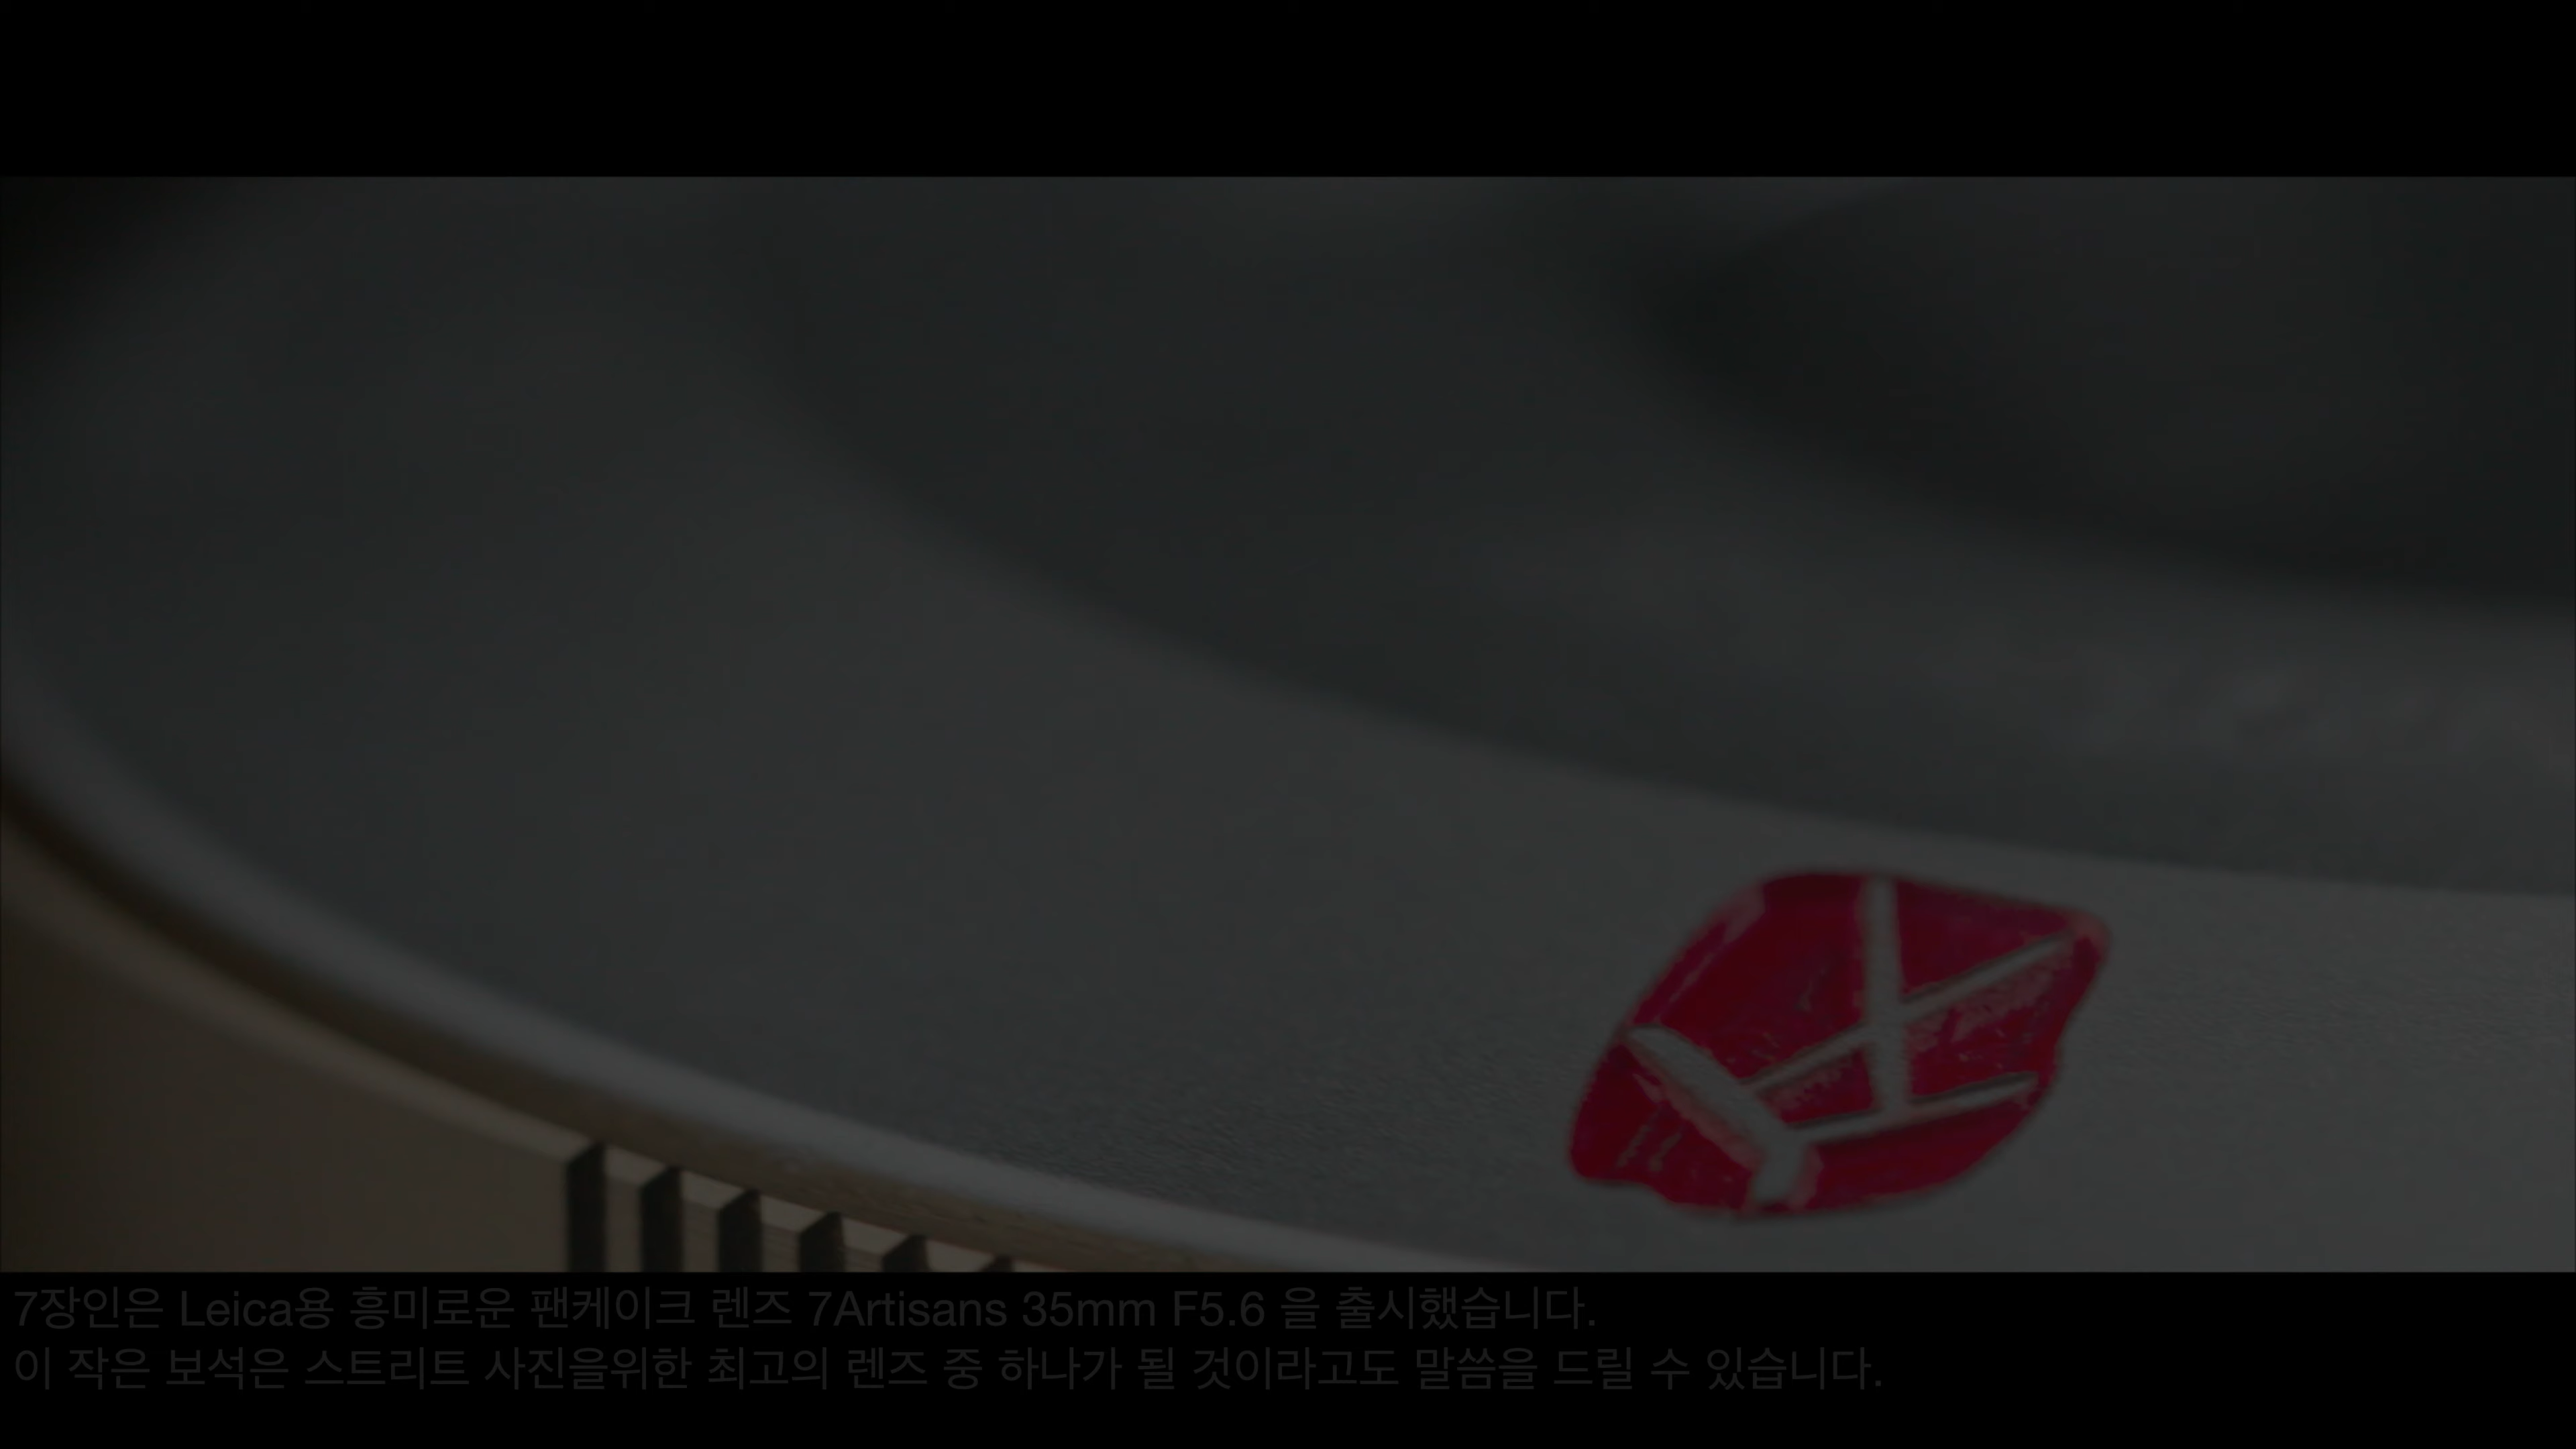 7장인은 Leica용 흥미로운 팬케이크 렌즈 7Artisans 35mm F5.6 을 출시했습니다.
이 작은 보석은 스트리트 사진을위한 최고의 렌즈 중 하나가 될 것이라고도 말씀을 드릴 수 있습니다.